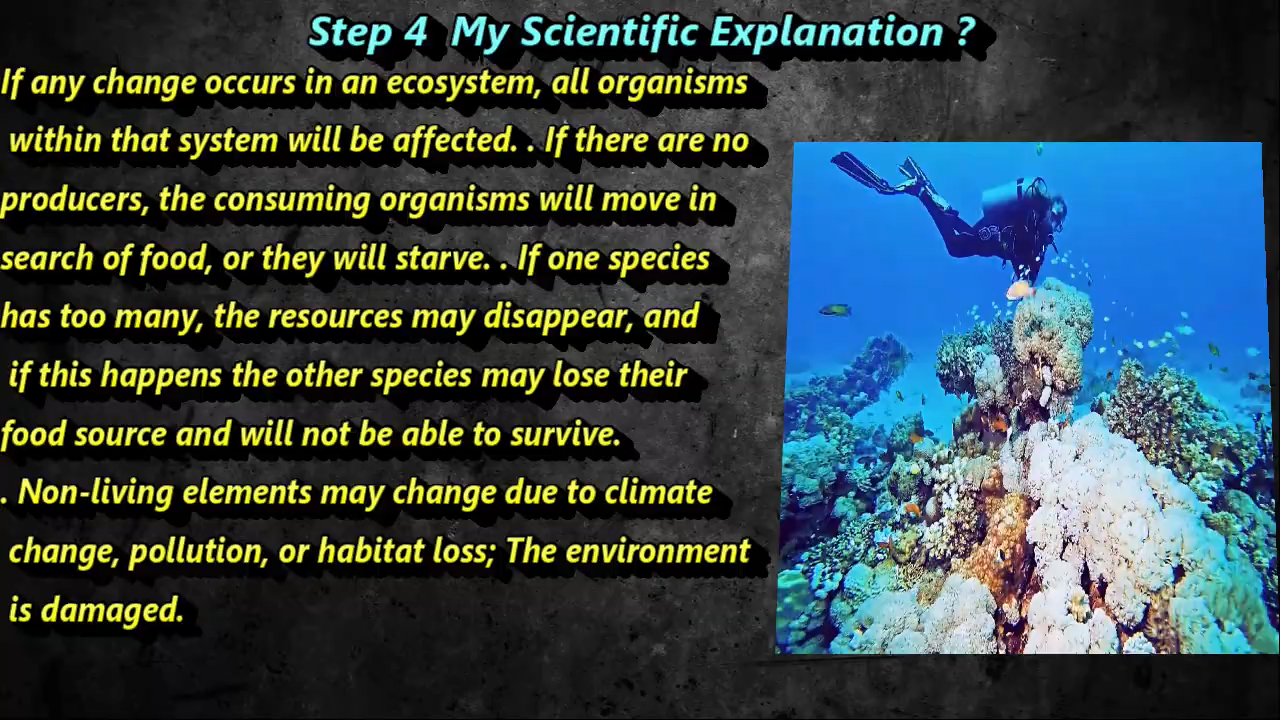 Step 4 My Scientific Explanation ?
If any change occurs in an ecosystem, all organisms
within that system will be affected. . If there are no
producers, the consuming organisms will move in
search of food, or they will starve. . If one species
has too many, the resources may disappear, and
if this happens the other species may lose their
food source and will not be able to survive.
. Non-living elements may change due to climate
change, pollution, or habitat loss; The environment
is damaged.